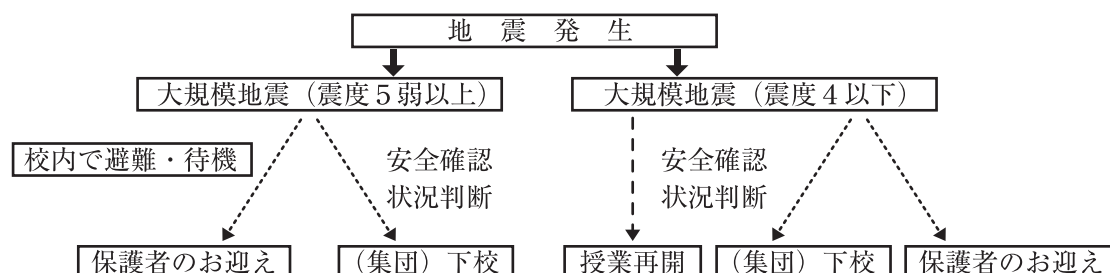 地 震 発 生
大規模地震（震度５弱以上）
大規模地震（震度４以下）
校内で避難・待機
安全確認
状況判断
安全確認
状況判断
保護者のお迎え
（集団）下校
授業再開
（集団）下校
保護者のお迎え